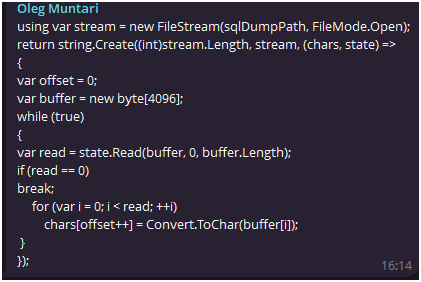 Oleg Muntari
using var stream = new FileStream(sqlDumpPath, FileMode.Open);
return string.Create((int)stream.Length, stream, (chars, state) =>
{
var offset = 0;
var buffer = new byte[4096];
while (true)
{
var read = state.Read(buffer, 0, buffer.Length);
if (read == 0)
break;
for (var i = 0; i < read; ++i)
chars[offset++] = Convert.ToChar(buffer[i]);
}
});
16:14